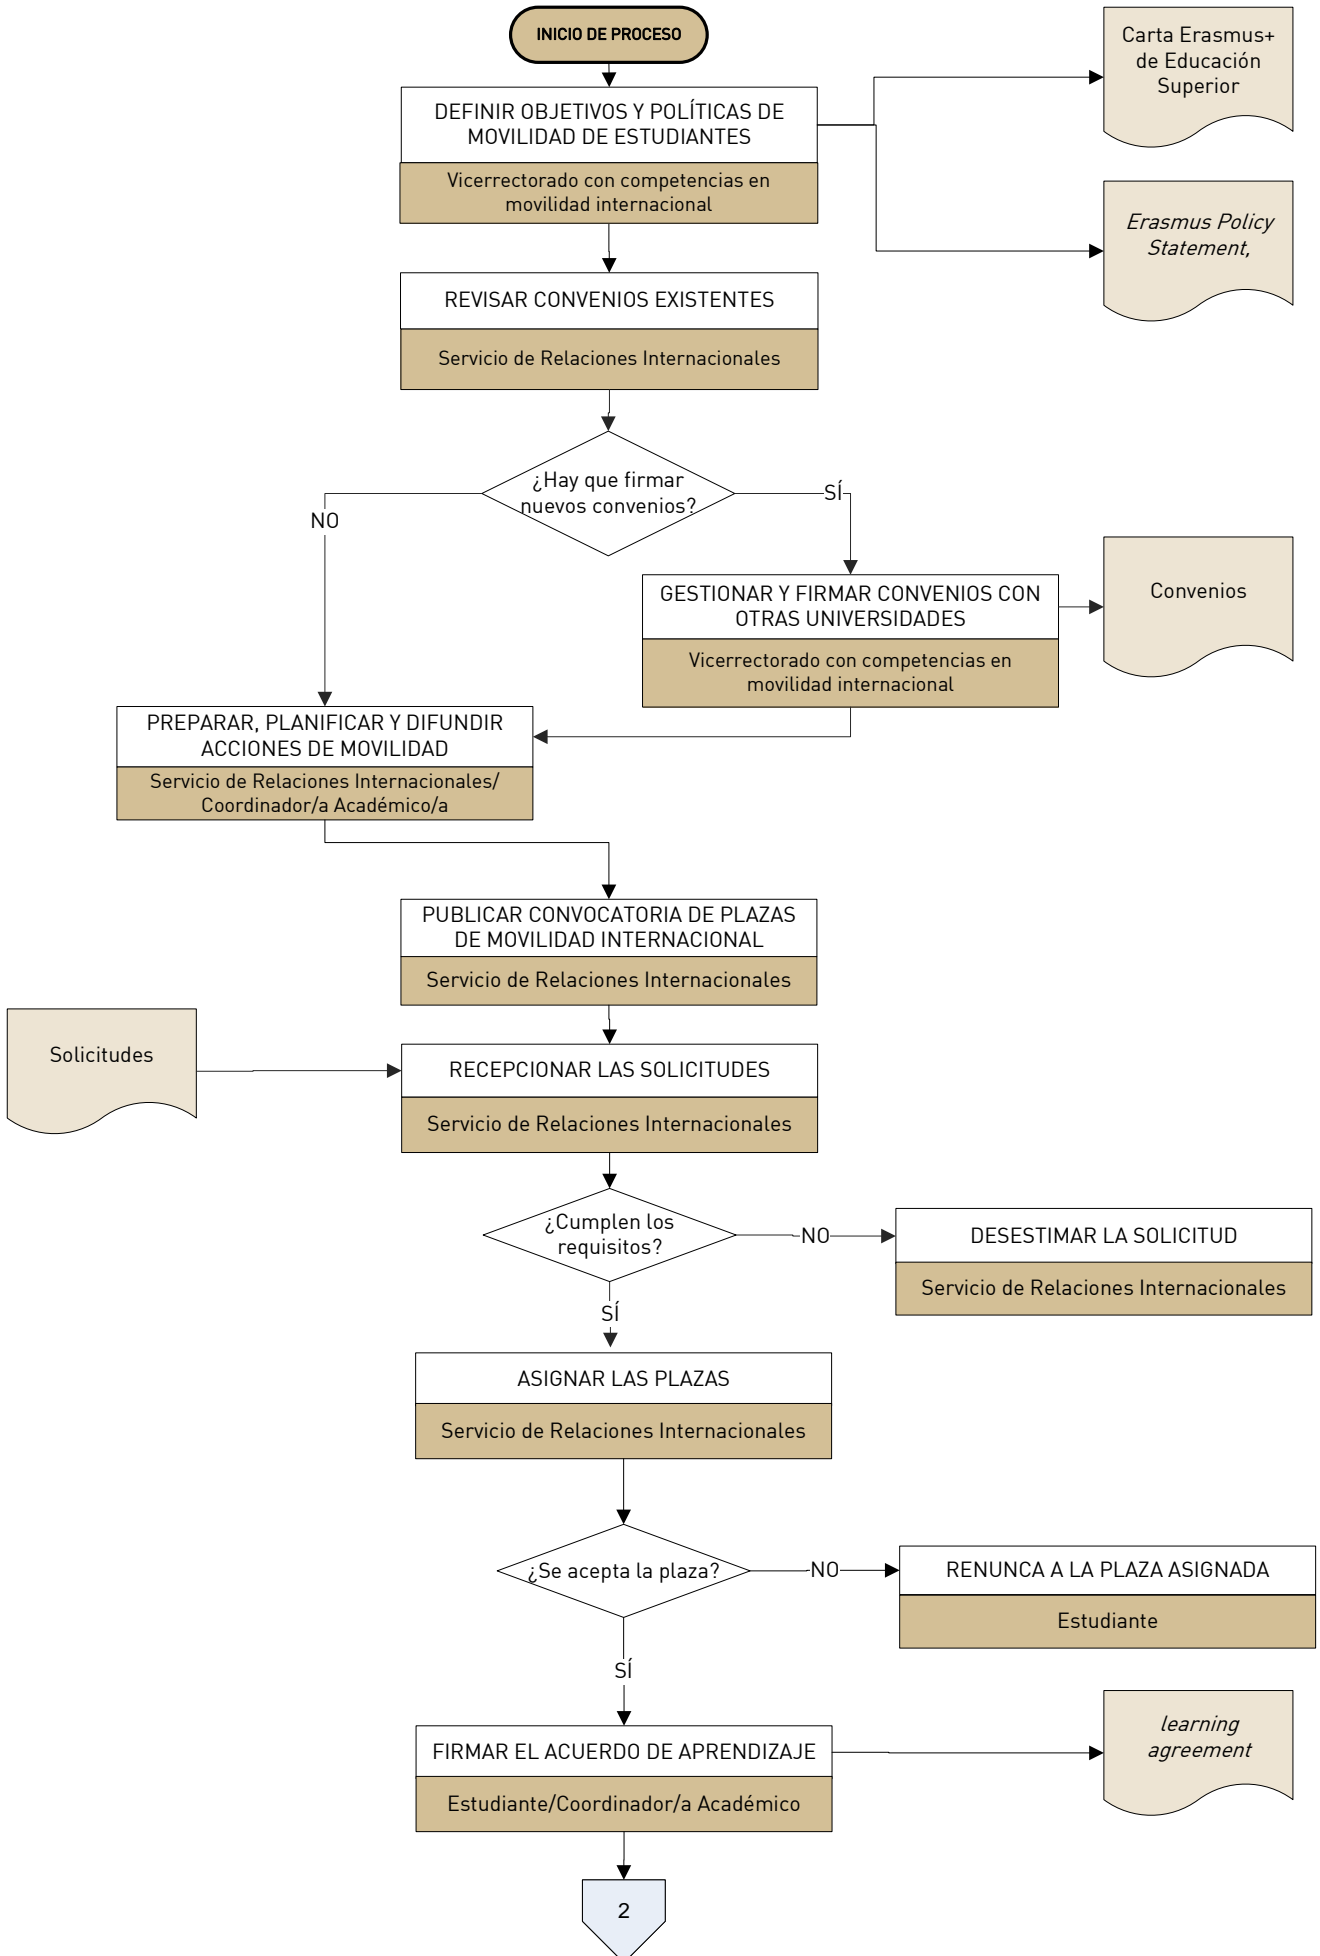 INICIO DE PROCESO
Carta Erasmus+
de Educación
Superior
DEFINIR OBJETIVOS Y POLÍTICAS DE
MOVILIDAD DE ESTUDIANTES
Vicerrectorado con competencias en
movilidad internacional
Erasmus Policy
Statement,
REVISAR CONVENIOS EXISTENTES
Servicio de Relaciones Internacionales
¿Hay que firmar
nuevos convenios?
NO
SÍ
GESTIONAR Y FIRMAR CONVENIOS CON
OTRAS UNIVERSIDADES
Vicerrectorado con competencias en
movilidad internacional
Convenios
PREPARAR, PLANIFICAR Y DIFUNDIR
ACCIONES DE MOVILIDAD
Servicio de Relaciones Internacionales/
Coordinador/a Académico/a
PUBLICAR CONVOCATORIA DE PLAZAS
DE MOVILIDAD INTERNACIONAL
Servicio de Relaciones Internacionales
Solicitudes
RECEPCIONAR LAS SOLICITUDES
Servicio de Relaciones Internacionales
¿Cumplen los
requisitos?
NO
DESESTIMAR LA SOLICITUD
Servicio de Relaciones Internacionales
SÍ
ASIGNAR LAS PLAZAS
Servicio de Relaciones Internacionales
¿Se acepta la plaza?
NO
RENUNCA A LA PLAZA ASIGNADA
Estudiante
SÍ
FIRMAR EL ACUERDO DE APRENDIZAJE
Estudiante/Coordinador/a Académico
learning
agreement
2